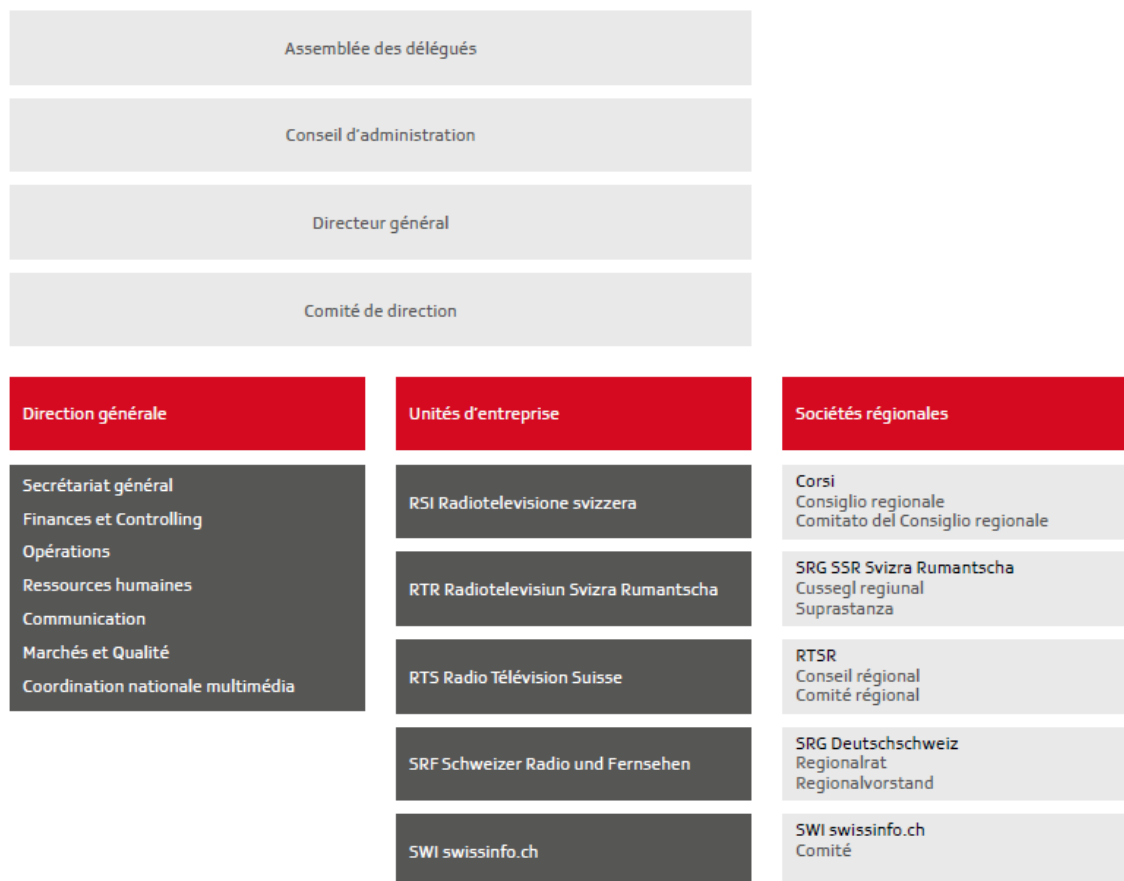 Assemblée des délégués
Conseil d'administration
Directeur général
Comité de direction
Direction générale
Secrétariat général
Finances et Controlling
Opérations
Ressources humaines
Communication
Marchés et Qualité
Coordination nationale multimédia
Unités d'entreprise
RSI Radiotelevisione svizzera
RTR Radiotelevisiun Svizra Rumantscha
RTS Radio Télévision Suisse
SRF Schweizer Radio und Fernsehen
SWI swissinfo.ch
Sociétés régionales
Corsi
Consiglio regionale
Comitato del Consiglio regionale
SRG SSR Svizra Rumantscha
Cussegl regiunal
Suprastanza
RTSR
Conseil régional
Comité régional
SRG Deutschschweiz
Regionalrat
Regionalvorstand
SWI swissinfo.ch
Comité